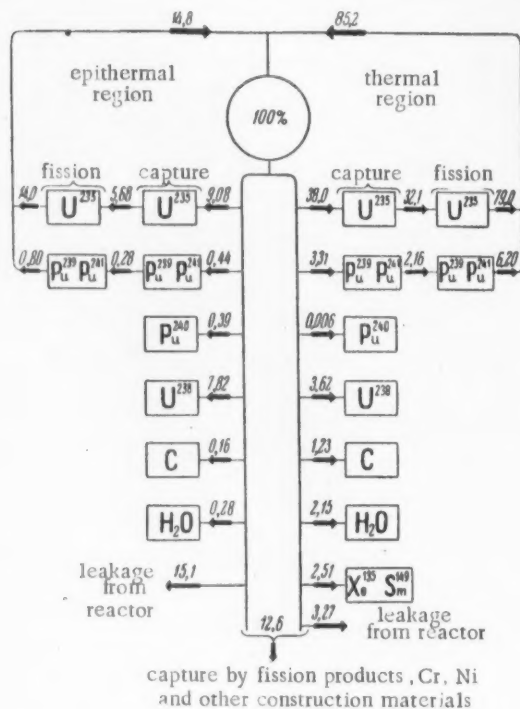 14,8 85,2
epithermal region
thermal region
100%
fission capture capture fission
14,0 U²³⁵ 5,68 U²³⁵ 9,08 38,0 U²³⁵ 32,1 U²³⁵ 79,0
0,80 Pu²³⁹ Pu²⁴¹ 0,28 Pu²³⁹ Pu²⁴¹ 0,44 3,31 Pu²³⁹ Pu²⁴¹ 2,16 Pu²³⁹ Pu²⁴¹ 6,20
Pu²⁴⁰ 0,39 0,006 Pu²⁴⁰
U²³⁸ 7,82 3,62 U²³⁸
C 0,16 1,23 C
H₂O 0,28 2,15 H₂O
leakage from reactor 15,1 2,51 Xe¹³⁵ Sm¹⁴⁹
12,6 3,27 leakage from reactor
capture by fission products, Cr, Ni
and other construction materials